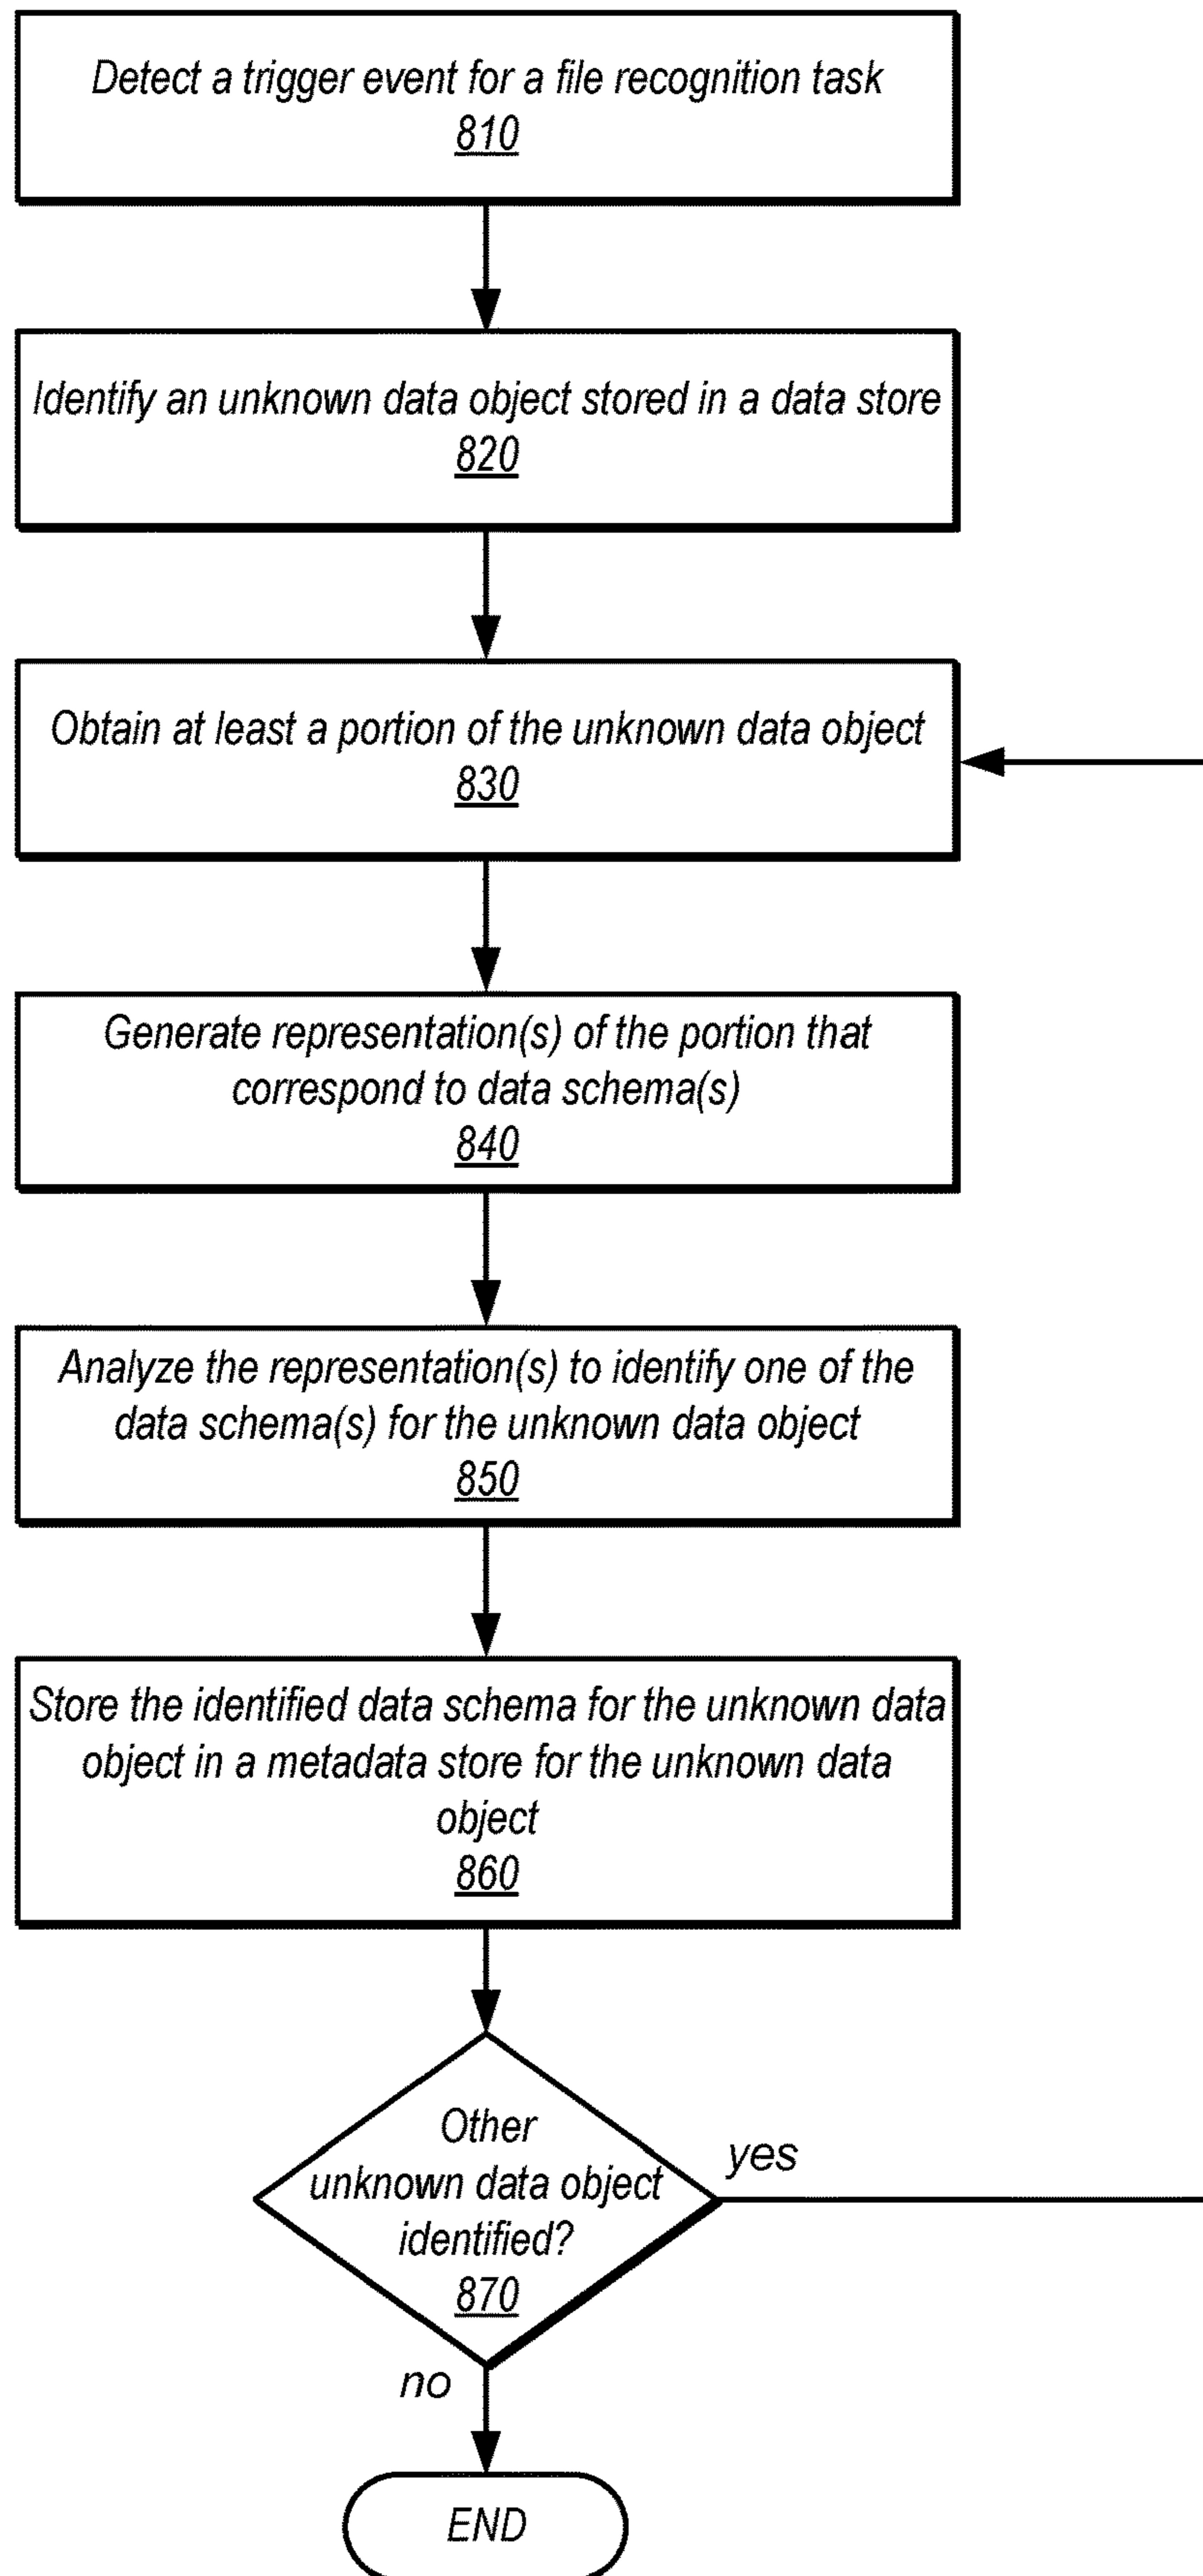 Detect a trigger event for a file recognition task
810
Identify an unknown data object stored in a data store
820
Obtain at least a portion of the unknown data object
830
Generate representation(s) of the portion that
correspond to data schema(s)
840
Analyze the representation(s) to identify one of the
data schema(s) for the unknown data object
850
Store the identified data schema for the unknown data
object in a metadata store for the unknown data
object
860
Other
unknown data object
identified?
870
yes
no
END